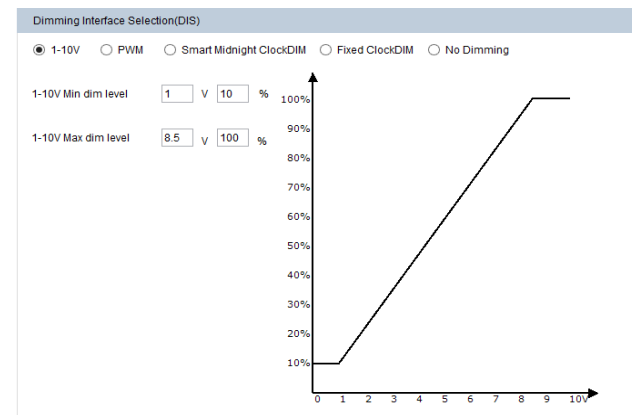 Dimming Interface Selection(DIS)
1-10V PWM Smart Midnight ClockDIM Fixed ClockDIM No Dimming
1-10V Min dim level 1 V 10 %
1-10V Max dim level 8.5 V 100 %
100%
90%
80%
70%
60%
50%
40%
30%
20%
10%
0 1 2 3 4 5 6 7 8 9 10V